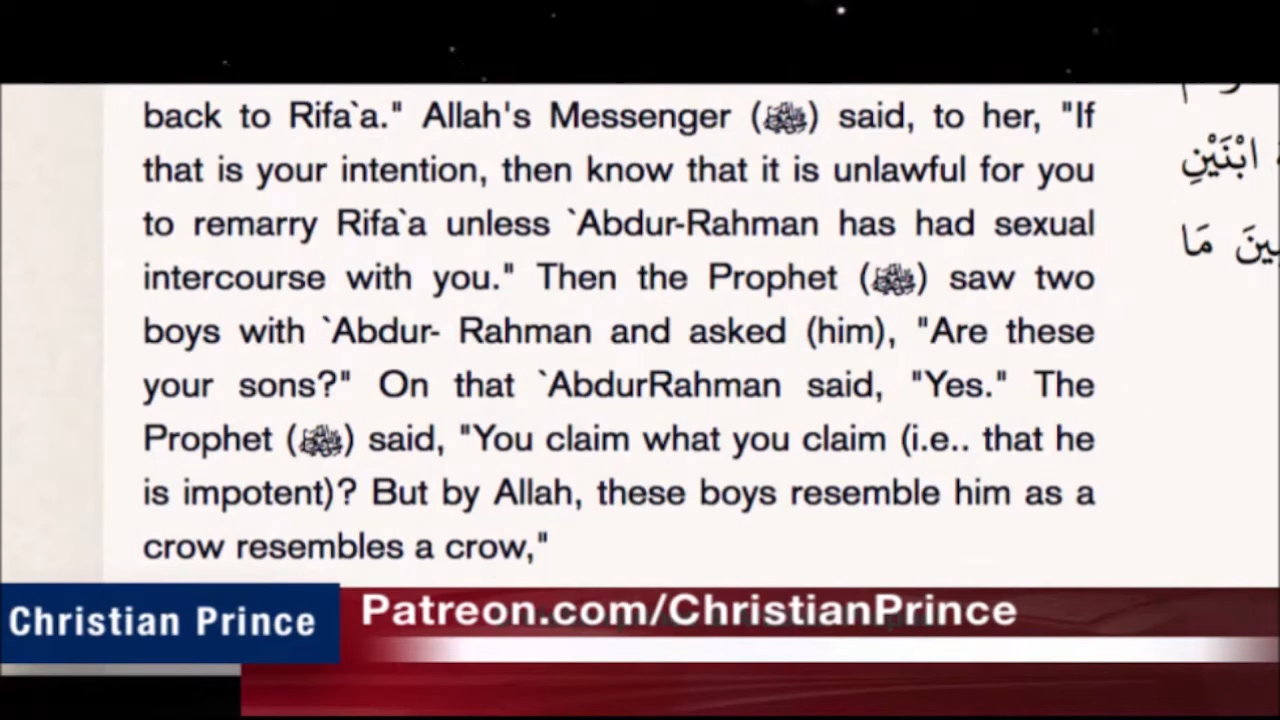 back to Rifa`a." Allah's Messenger (ﷺ) said, to her, "If
that is your intention, then know that it is unlawful for you
to remarry Rifa`a unless `Abdur-Rahman has had sexual
intercourse with you." Then the Prophet (ﷺ) saw two
boys with `Abdur- Rahman and asked (him), "Are these
your sons?" On that `AbdurRahman said, "Yes." The
Prophet (ﷺ) said, "You claim what you claim (i.e.. that he
is impotent)? But by Allah, these boys resemble him as a
crow resembles a crow,"
ابْنَيْنِ
مَا
Christian Prince
Patreon.com/ChristianPrince